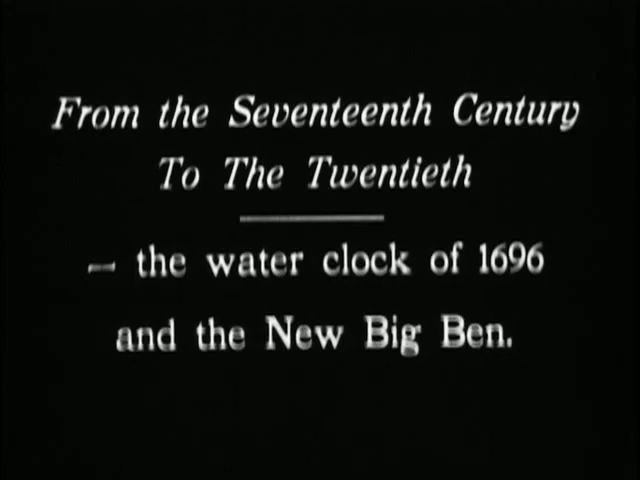 From the Seventeenth Century
To The Twentieth
— the water clock of 1696
and the New Big Ben.